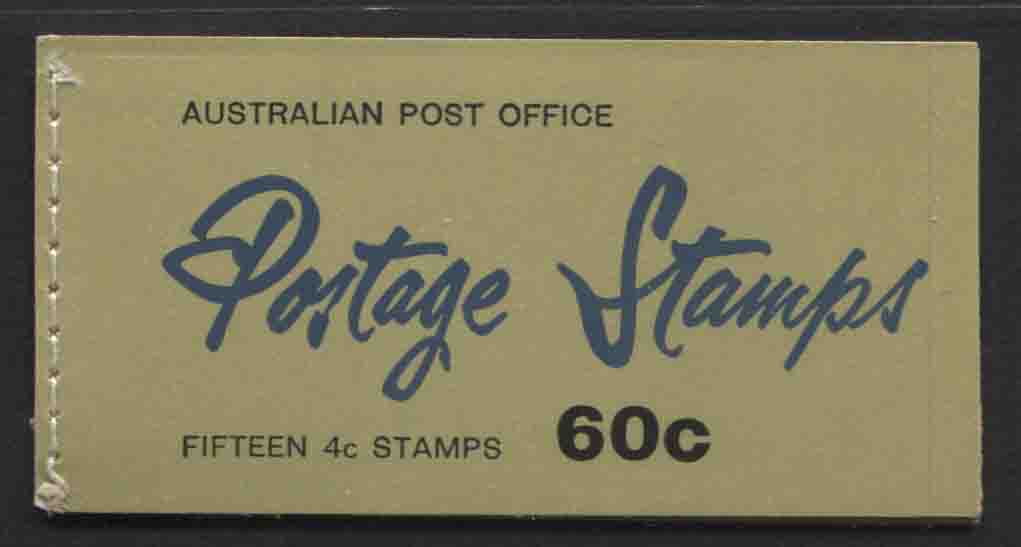 AUSTRALIAN POST OFFICE
Postage Stamps
FIFTEEN 4c STAMPS 60c